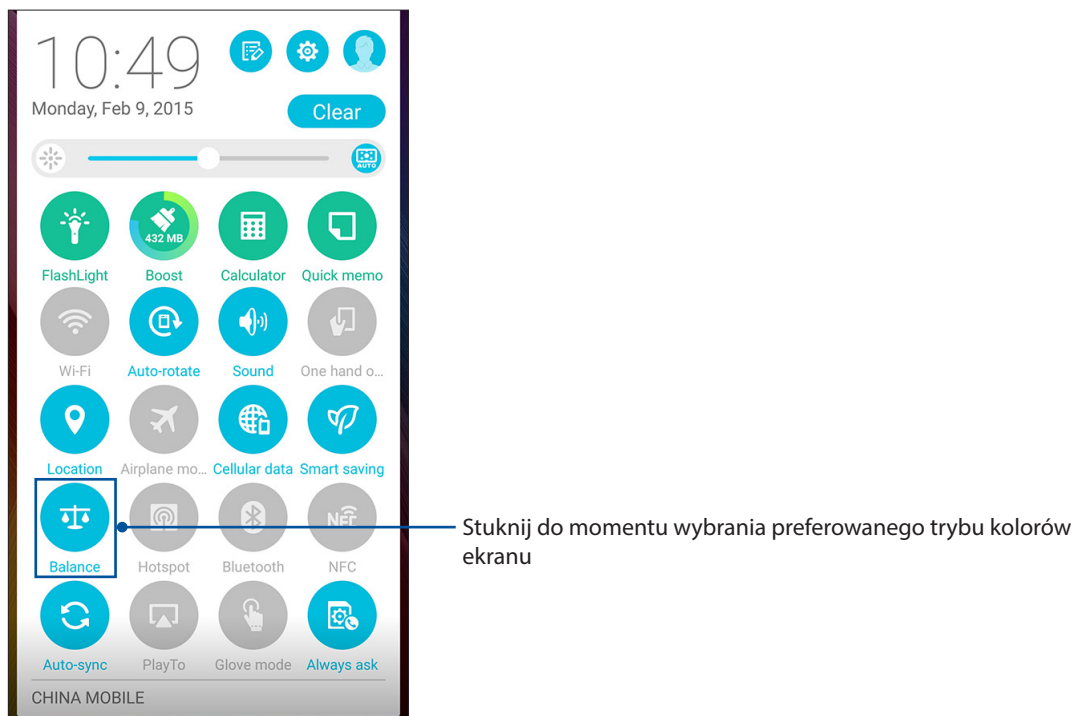 10:49
Monday, Feb 9, 2015
Clear
AUTO
432 MB
FlashLight Boost Calculator Quick memo
Wi-Fi Auto-rotate Sound One hand o...
Location Airplane mo... Cellular data Smart saving
NFC
Balance Hotspot Bluetooth NFC
Auto-sync PlayTo Glove mode Always ask
CHINA MOBILE
Stuknij do momentu wybrania preferowanego trybu kolorów
ekranu